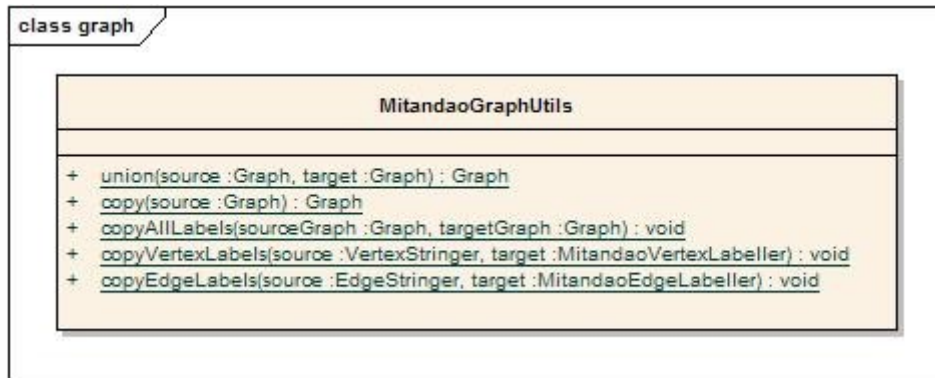 class graph
MitandaoGraphUtils
+ union(source :Graph, target :Graph) : Graph
+ copy(source :Graph) : Graph
+ copyAllLabels(sourceGraph :Graph, targetGraph :Graph) : void
+ copyVertexLabels(source :VertexStringer, target :MitandaoVertexLabeller) : void
+ copyEdgeLabels(source :EdgeStringer, target :MitandaoEdgeLabeller) : void